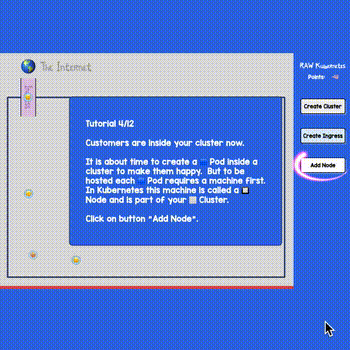 The Internet
RAW Kubernetes
Points:
Tutorial 4/12
Customers are inside your cluster now.
It is about time to create a Pod inside a
cluster to make them happy. But to be
hosted each Pod requires a machine first.
In Kubernetes this machine is called a
Node and is part of your Cluster.
Click on button "Add Node".
Create Cluster
Create Ingress
Add Node